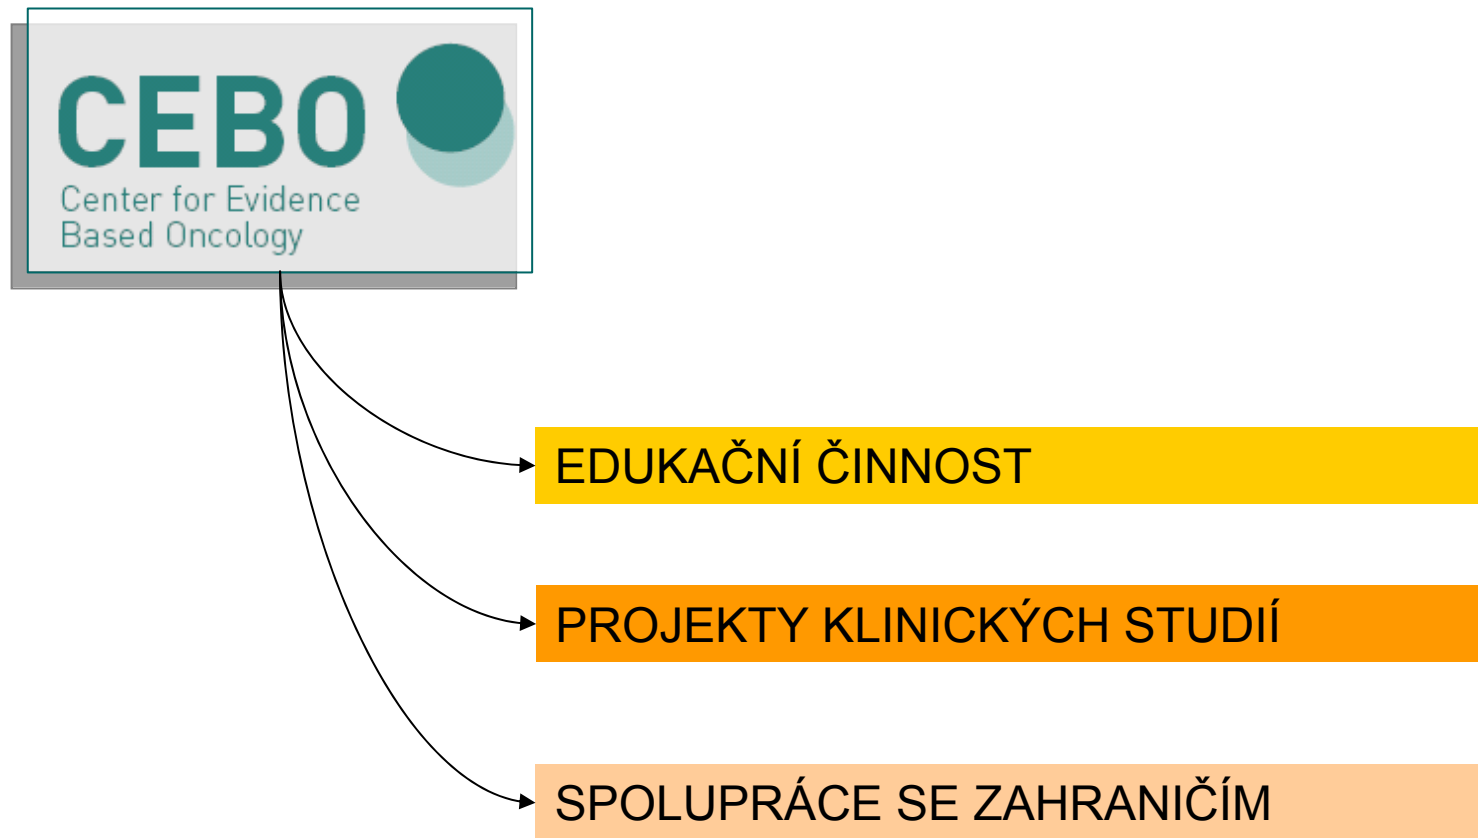 CEBO
Center for Evidence
Based Oncology
EDUKAČNÍ ČINNOST
PROJEKTY KLINICKÝCH STUDIÍ
SPOLUPRÁCE SE ZAHRANIČÍM